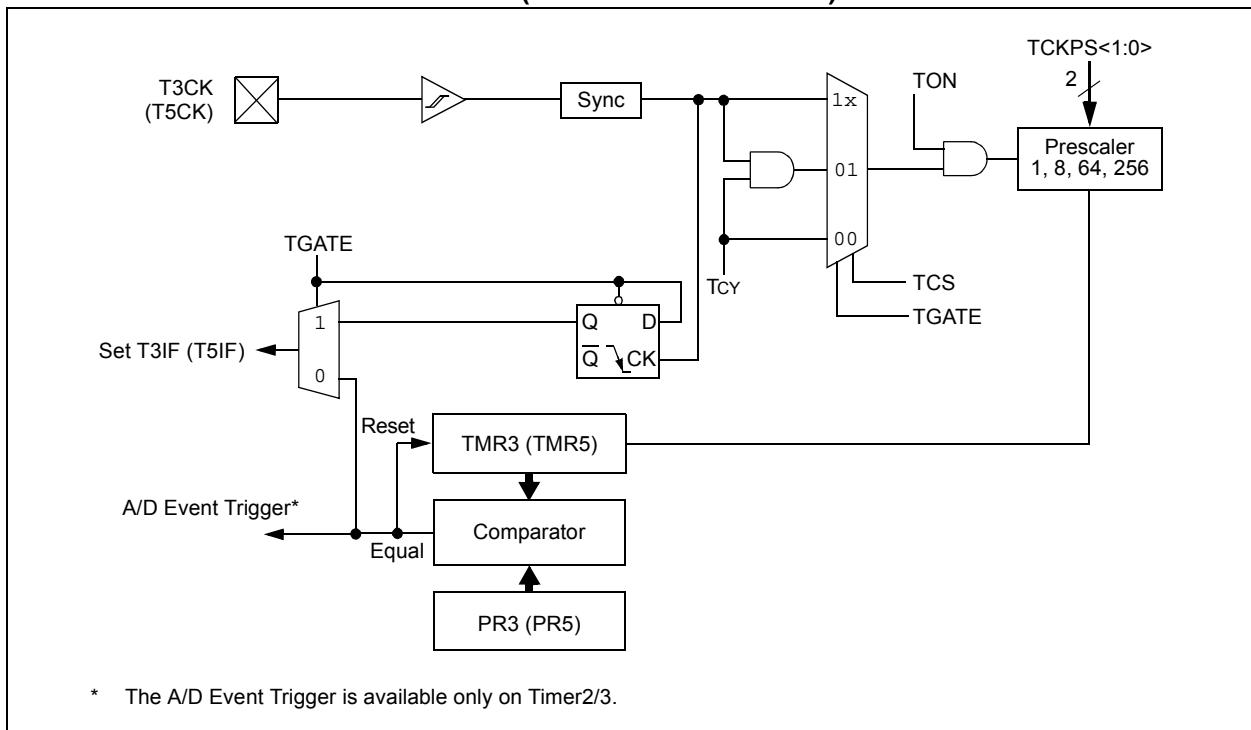 TCKPS<1:0>
2
T3CK
(T5CK)
Sync
1x
TON
Prescaler
1, 8, 64, 256
01
00
TGATE
TCY
TCS
TGATE
1
Q
D
Set T3IF (T5IF)
Q
CK
0
Reset
TMR3 (TMR5)
A/D Event Trigger*
Comparator
Equal
PR3 (PR5)
* The A/D Event Trigger is available only on Timer2/3.